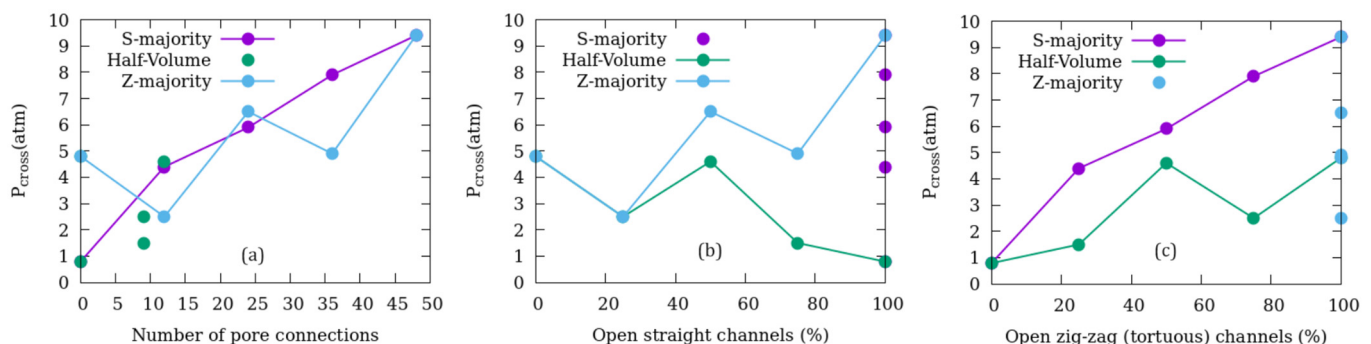 10
9
8
7
6
5
4
3
2
1
0
P_cross(atm)
S-majority
Half-Volume
Z-majority
(a)
0 5 10 15 20 25 30 35 40 45 50
Number of pore connections
10
9
8
7
6
5
4
3
2
1
0
P_cross(atm)
S-majority
Half-Volume
Z-majority
(b)
0 20 40 60 80 100
Open straight channels (%)
10
9
8
7
6
5
4
3
2
1
0
P_cross(atm)
S-majority
Half-Volume
Z-majority
(c)
0 20 40 60 80 100
Open zig-zag (tortuous) channels (%)